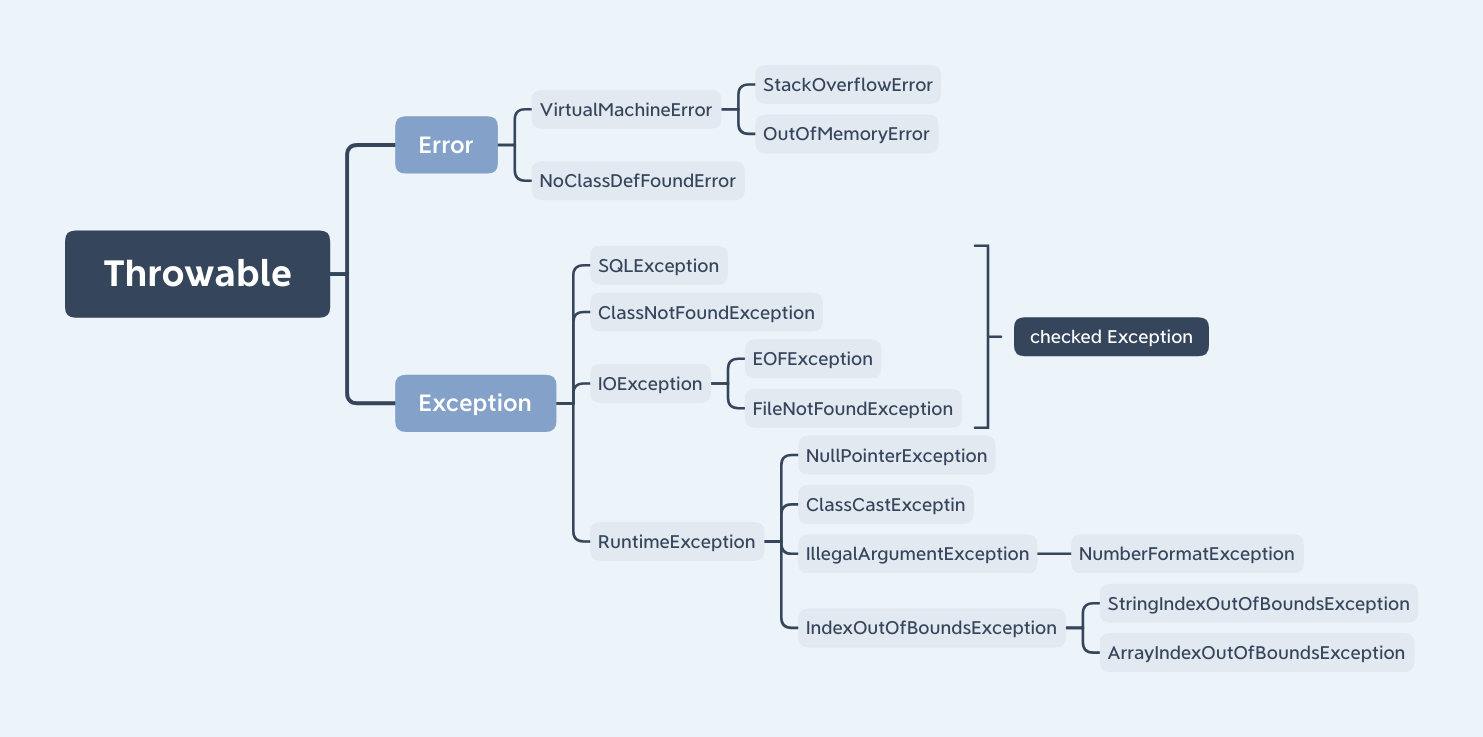 Throwable
Error
VirtualMachineError
StackOverflowError
OutOfMemoryError
NoClassDefFoundError
Exception
SQLException
ClassNotFoundException
IOException
EOFException
FileNotFoundException
checked Exception
RuntimeException
NullPointerException
ClassCastExceptin
IllegalArgumentException
NumberFormatException
IndexOutOfBoundsException
StringIndexOutOfBoundsException
ArrayIndexOutOfBoundsException